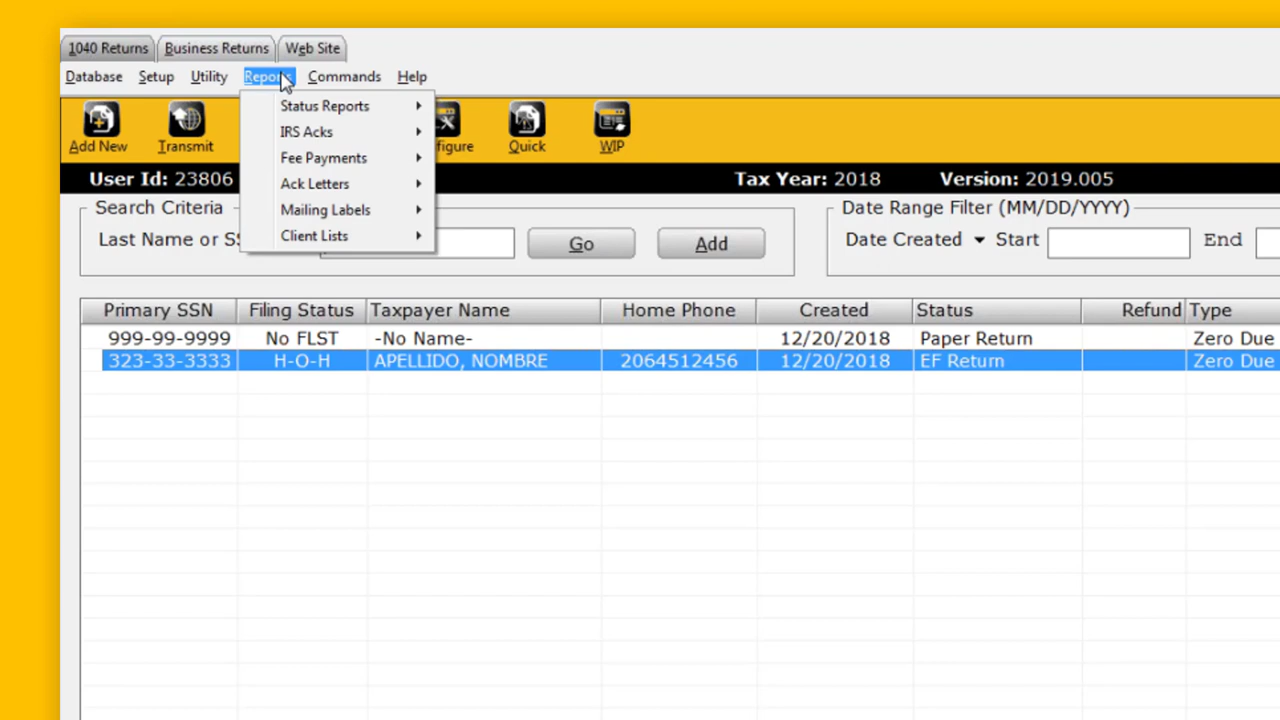 1040 Returns Business Returns Web Site
Database Setup Utility Reports Commands Help
Status Reports
IRS Acks
Fee Payments
Ack Letters
Mailing Labels
Client Lists
Add New Transmit Quick WIP
User Id: 23806 Tax Year: 2018 Version: 2019.005
Search Criteria Date Range Filter (MM/DD/YYYY)
Last Name or Go Add Date Created Start End
Primary SSN Filing Status Taxpayer Name Home Phone Created Status Refund Type
999-99-9999 No FLST -No Name- 12/20/2018 Paper Return Zero Due
323-33-3333 H-O-H APELLIDO, NOMBRE 2064512456 12/20/2018 EF Return Zero Due